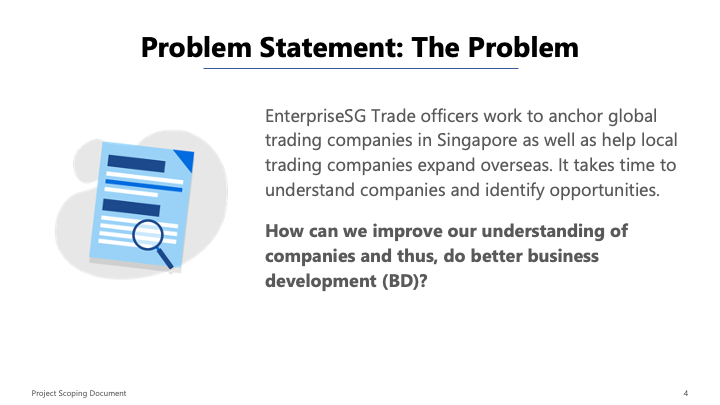 Problem Statement: The Problem
EnterpriseSG Trade officers work to anchor global
trading companies in Singapore as well as help local
trading companies expand overseas. It takes time to
understand companies and identify opportunities.
How can we improve our understanding of
companies and thus, do better business
development (BD)?
Project Scoping Document
4